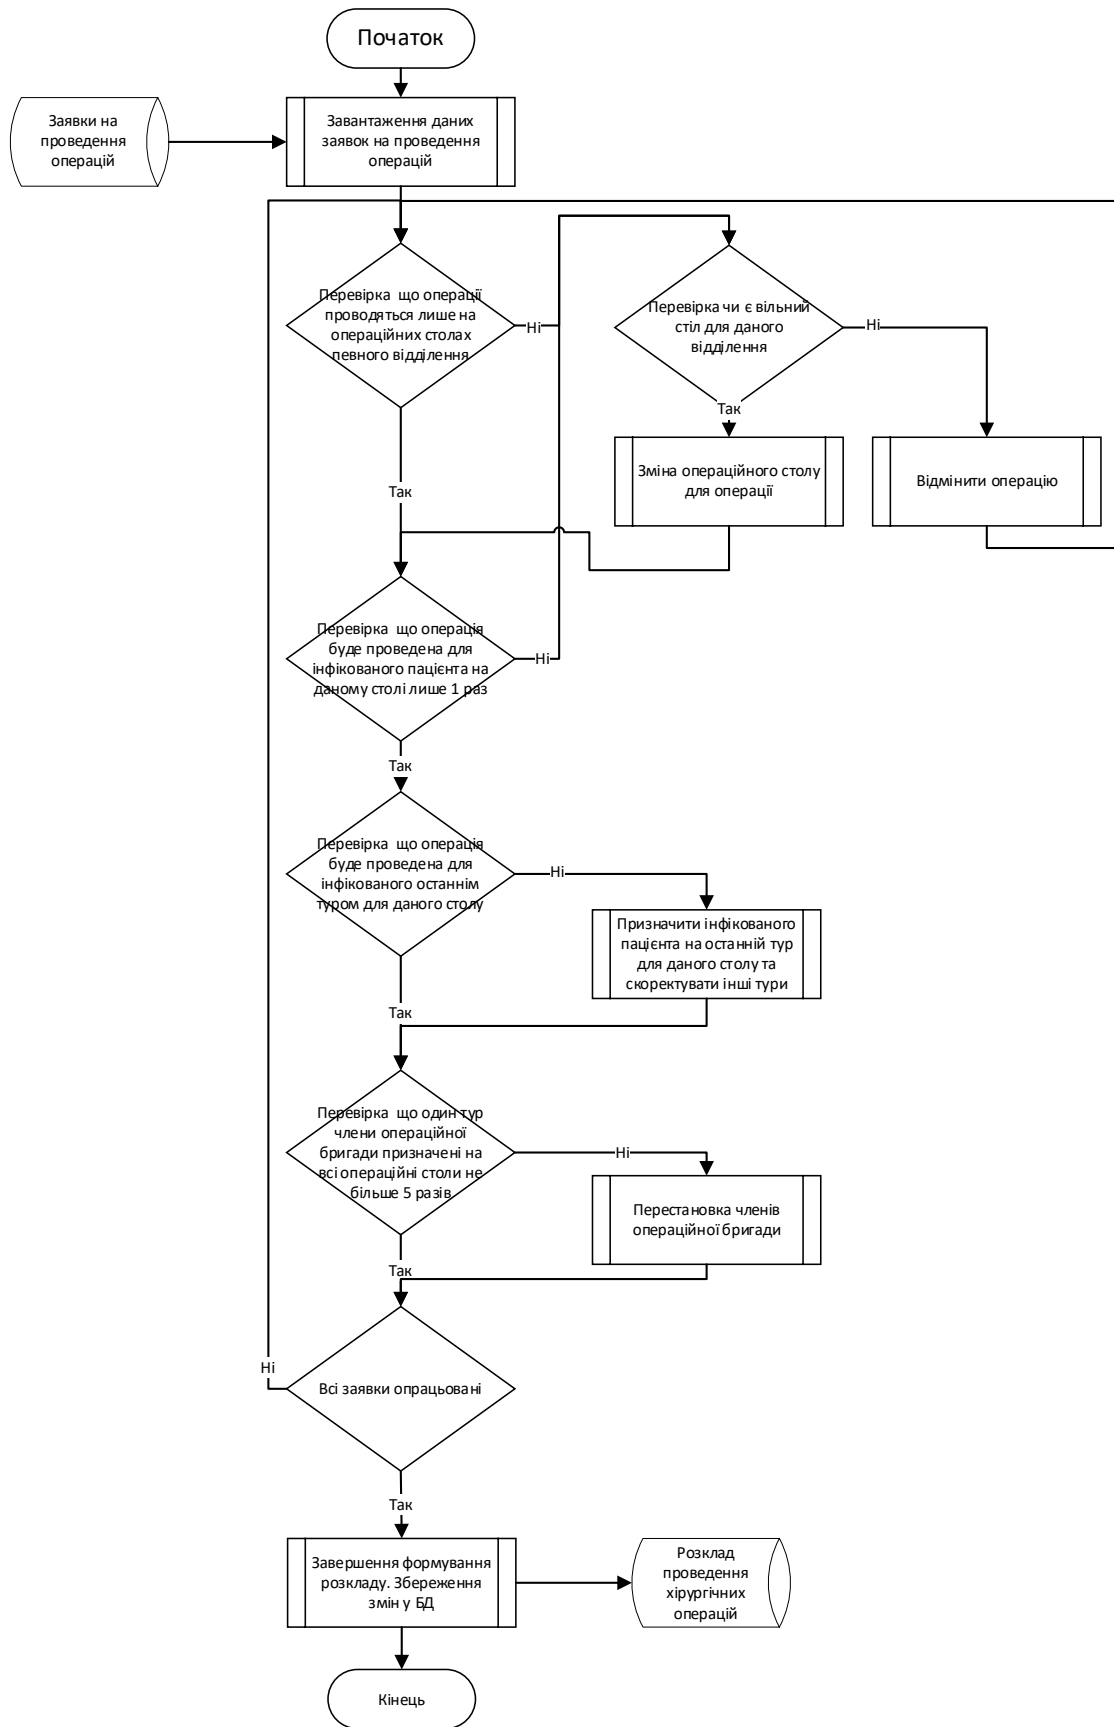 Початок
Заявки на
проведення
операцій
Завантаження даних
заявок на проведення
операцій
Перевірка що операції
проводяться лише на
операційних столах
певного відділення
Ні
Перевірка чи є вільний
стіл для даного
відділення
Ні
Так
Зміна операційного столу
для операції
Відмінити операцію
Так
Перевірка що операція
буде проведена для
інфікованого пацієнта на
даному столі лише 1 раз
Ні
Так
Перевірка що операція
буде проведена для
інфікованого останнім
туром для даного столу
Ні
Призначити інфікованого
пацієнта на останній тур
для даного столу та
скоректувати інші тури
Так
Перевірка що один тур
члени операційної
бригади призначені на
всі операційні столи не
більше 5 разів
Ні
Перестановка членів
операційної бригади
Так
Ні
Всі заявки опрацьовані
Так
Завершення формування
розкладу. Збереження
змін у БД
Розклад
проведення
хірургічних
операцій
Кінець